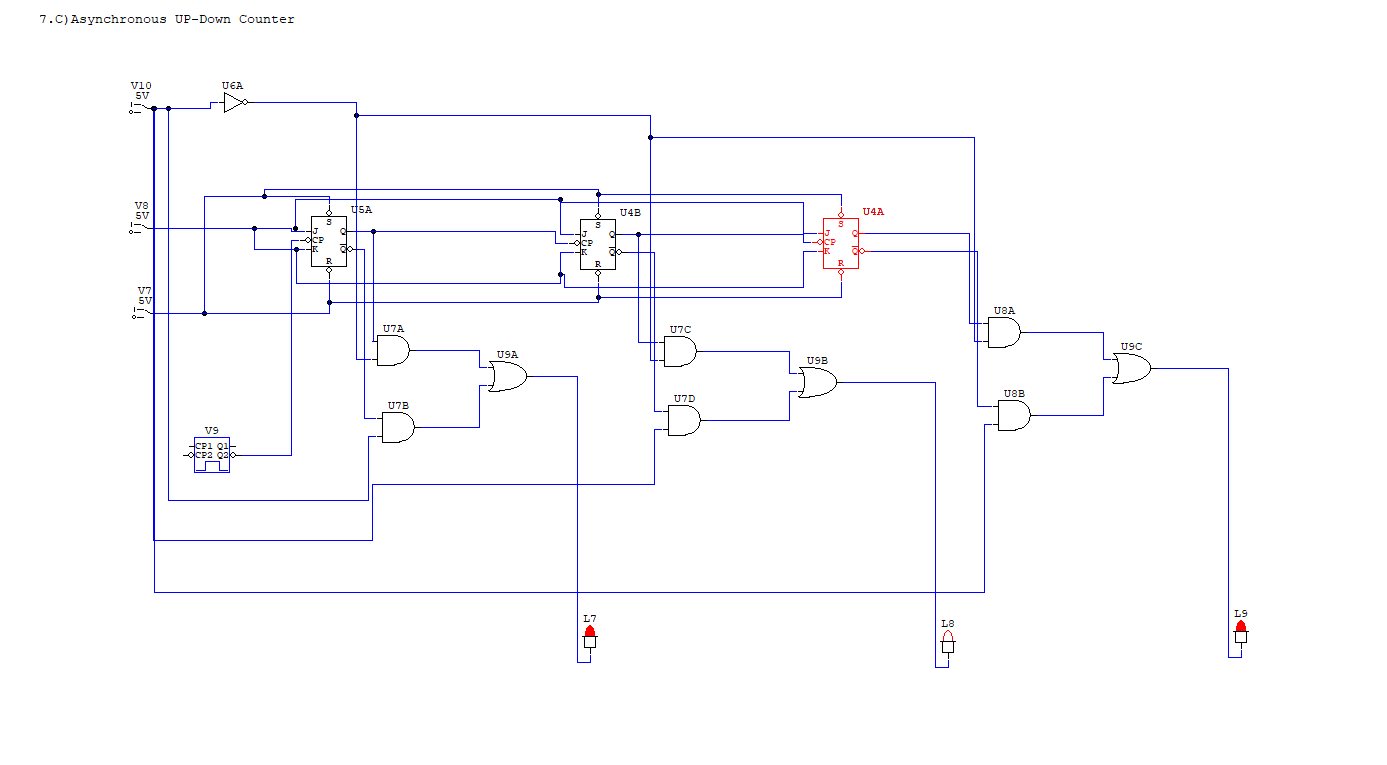 7.C)Asynchronous UP-Down Counter
V10
5V
U6A
V8
5V
U5A
S
J Q
CP
K Q
R
U4B
S
J Q
CP
K Q
R
U4A
S
J Q
CP
K Q
R
V7
5V
U7A
U9A
U7B
U7C
U9B
U7D
U8A
U9C
U8B
V9
CP1 Q1
CP2 Q2
L7
L8
L9